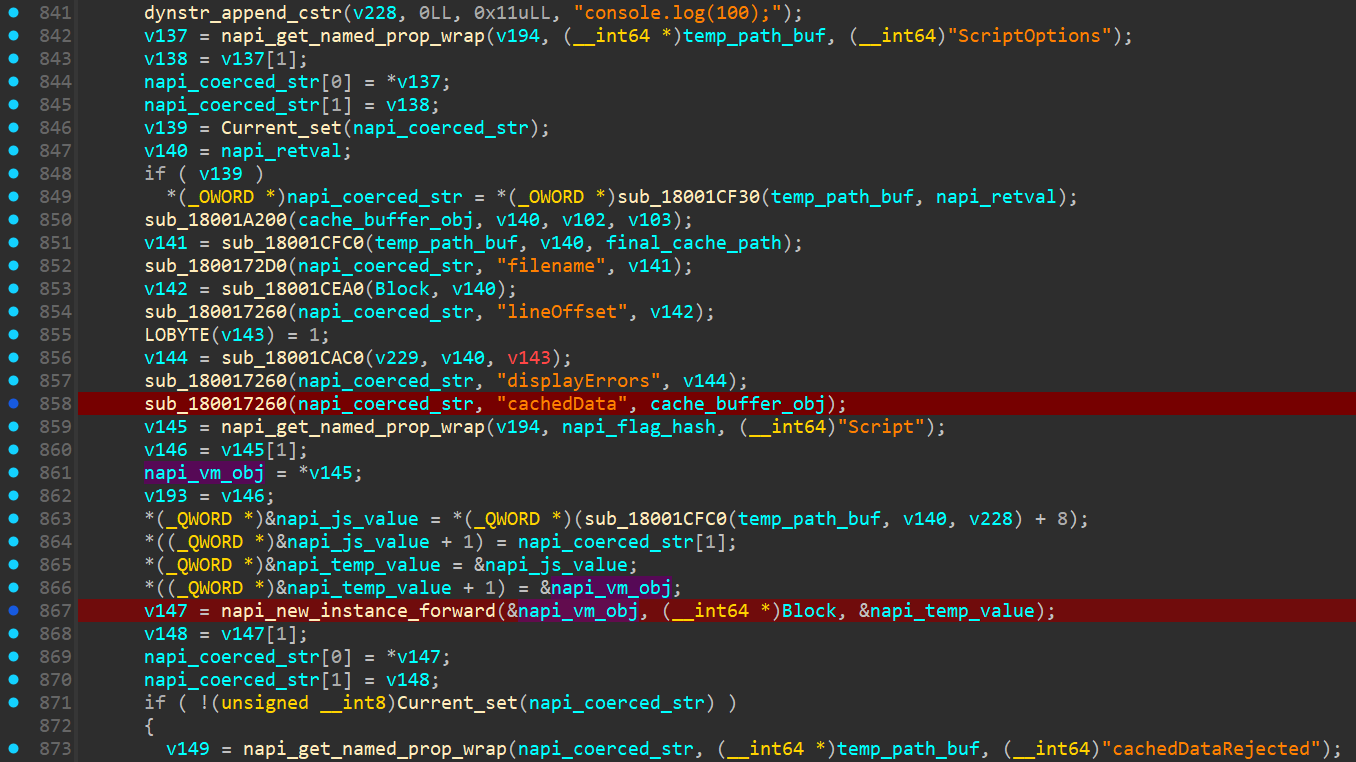 841 dynstr_append_cstr(v228, 0LL, 0x11uLL, "console.log(100);");
842 v137 = napi_get_named_prop_wrap(v194, (__int64 *)temp_path_buf, (__int64)"ScriptOptions");
843 v138 = v137[1];
844 napi_coerced_str[0] = *v137;
845 napi_coerced_str[1] = v138;
846 v139 = Current_set(napi_coerced_str);
847 v140 = napi_retval;
848 if ( v139 )
849 *(_OWORD *)napi_coerced_str = *(_OWORD *)sub_18001CF30(temp_path_buf, napi_retval);
850 sub_18001A200(cache_buffer_obj, v140, v102, v103);
851 v141 = sub_18001CFC0(temp_path_buf, v140, final_cache_path);
852 sub_1800172D0(napi_coerced_str, "filename", v141);
853 v142 = sub_18001CEA0(Block, v140);
854 sub_180017260(napi_coerced_str, "lineOffset", v142);
855 LOBYTE(v143) = 1;
856 v144 = sub_18001CAC0(v229, v140, v143);
857 sub_180017260(napi_coerced_str, "displayErrors", v144);
858 sub_180017260(napi_coerced_str, "cachedData", cache_buffer_obj);
859 v145 = napi_get_named_prop_wrap(v194, napi_flag_hash, (__int64)"Script");
860 v146 = v145[1];
861 napi_vm_obj = *v145;
862 v193 = v146;
863 *(_QWORD *)&napi_js_value = *(_QWORD *)(sub_18001CFC0(temp_path_buf, v140, v228) + 8);
864 *((_QWORD *)&napi_js_value + 1) = napi_coerced_str[1];
865 *(_QWORD *)&napi_temp_value = &napi_js_value;
866 *((_QWORD *)&napi_temp_value + 1) = &napi_vm_obj;
867 v147 = napi_new_instance_forward(&napi_vm_obj, (__int64 *)Block, &napi_temp_value);
868 v148 = v147[1];
869 napi_coerced_str[0] = *v147;
870 napi_coerced_str[1] = v148;
871 if ( !(unsigned __int8)Current_set(napi_coerced_str) )
872 {
873 v149 = napi_get_named_prop_wrap(napi_coerced_str, (__int64 *)temp_path_buf, (__int64)"cachedDataRejected");